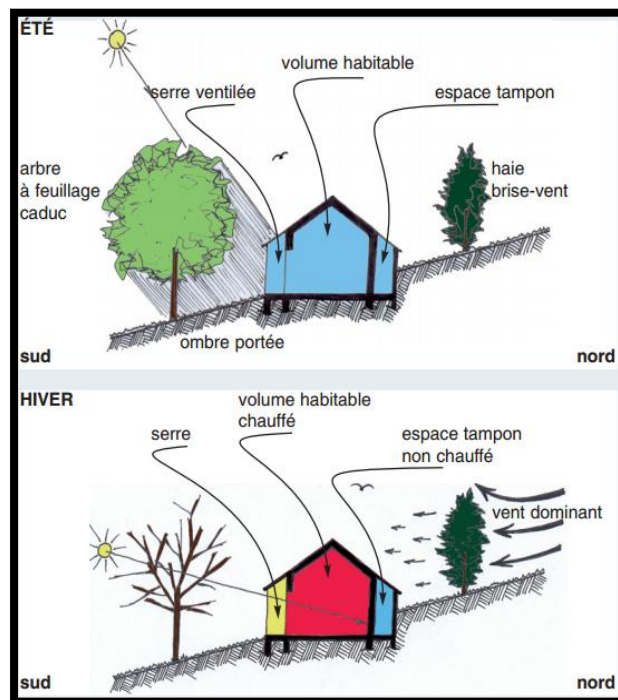 ÉTÉ
volume habitable
serre ventilée
espace tampon
arbre
à feuillage
caduc
haie
brise-vent
ombre portée
sud
nord
HIVER
volume habitable
chauffé
serre
espace tampon
non chauffé
vent dominant
sud
nord